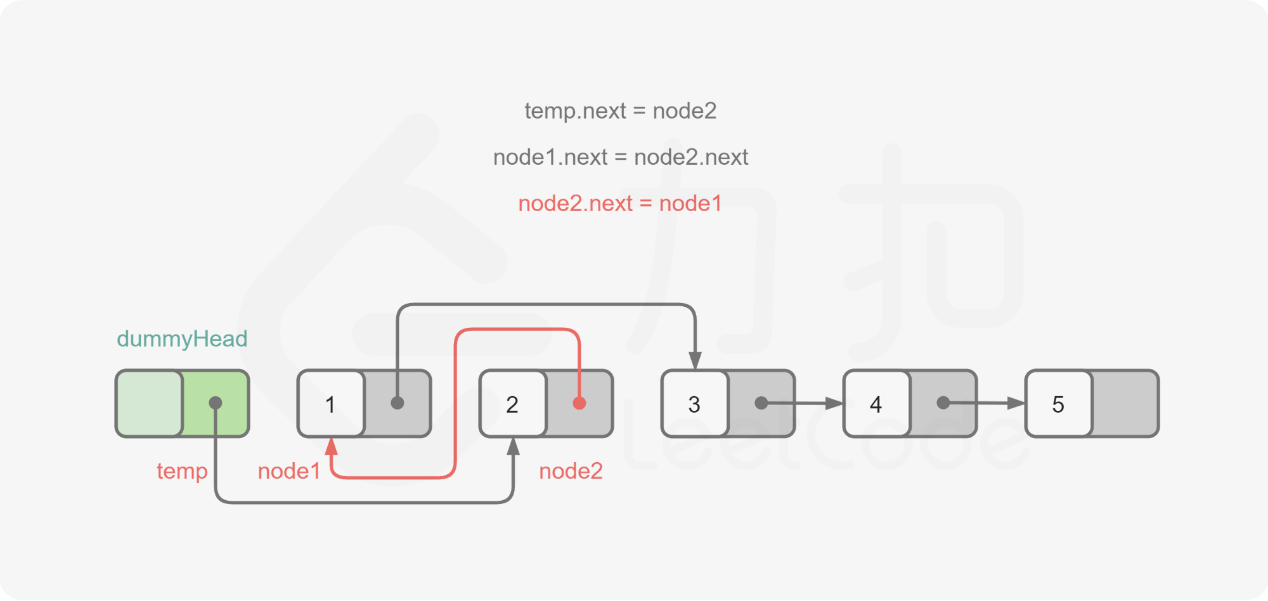 temp.next = node2
node1.next = node2.next
node2.next = node1
力扣
dummyHead
1
2
3
4
5
temp
node1
node2
LeetCode